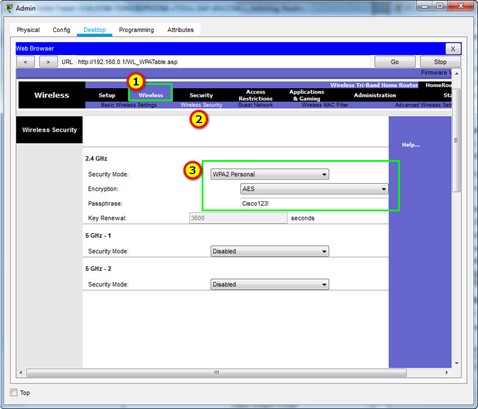 Admin
Physical Config Desktop Programming Attributes
Web Browser X
< > URL http://192.168.0.1/WL_WPATable.asp Go Stop
Firmware
Wireless Tri-Band Home Router HomeRou
Wireless Setup Wireless Security Access Restrictions Applications & Gaming Administration Sta
Basic Wireless Settings Wireless Security Guest Network Wireless MAC Filter Advanced Wireless Sett
1
2
Wireless Security
Help...
2.4 GHz
3
Security Mode: WPA2 Personal
Encryption: AES
Passphrase: Cisco123!
Key Renewal: 3600 seconds
5 GHz - 1
Security Mode: Disabled
5 GHz - 2
Security Mode: Disabled
Top